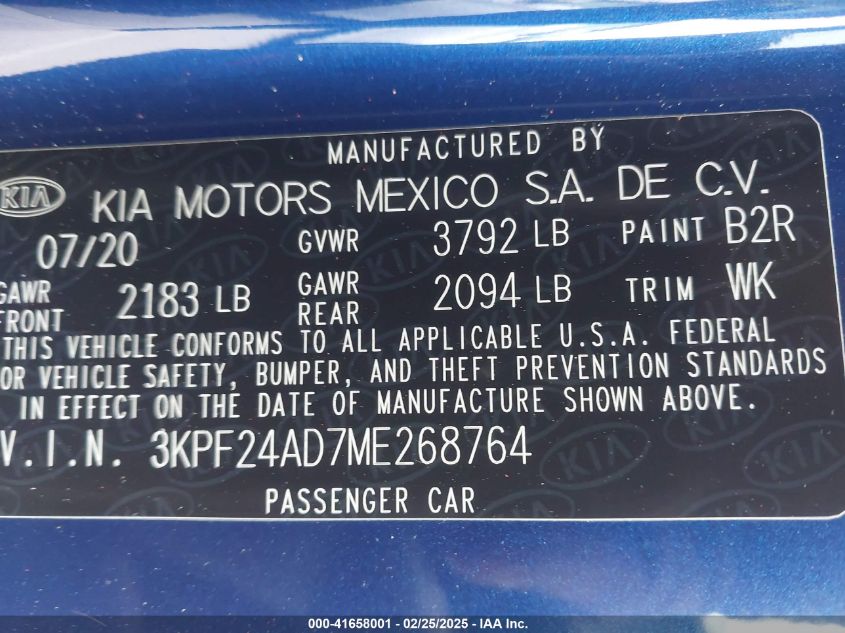 MANUFACTURED BY
KIA KIA MOTORS MEXICO S.A. DE C.V.
07/20 GVWR 3792 LB PAINT B2R
GAWR FRONT 2183 LB GAWR REAR 2094 LB TRIM WK
THIS VEHICLE CONFORMS TO ALL APPLICABLE U.S.A. FEDERAL
OR VEHICLE SAFETY, BUMPER, AND THEFT PREVENTION STANDARDS
IN EFFECT ON THE DATE OF MANUFACTURE SHOWN ABOVE.
V.I.N. 3KPF24AD7ME268764
PASSENGER CAR
000-41658001 - 02/25/2025 - IAA Inc.